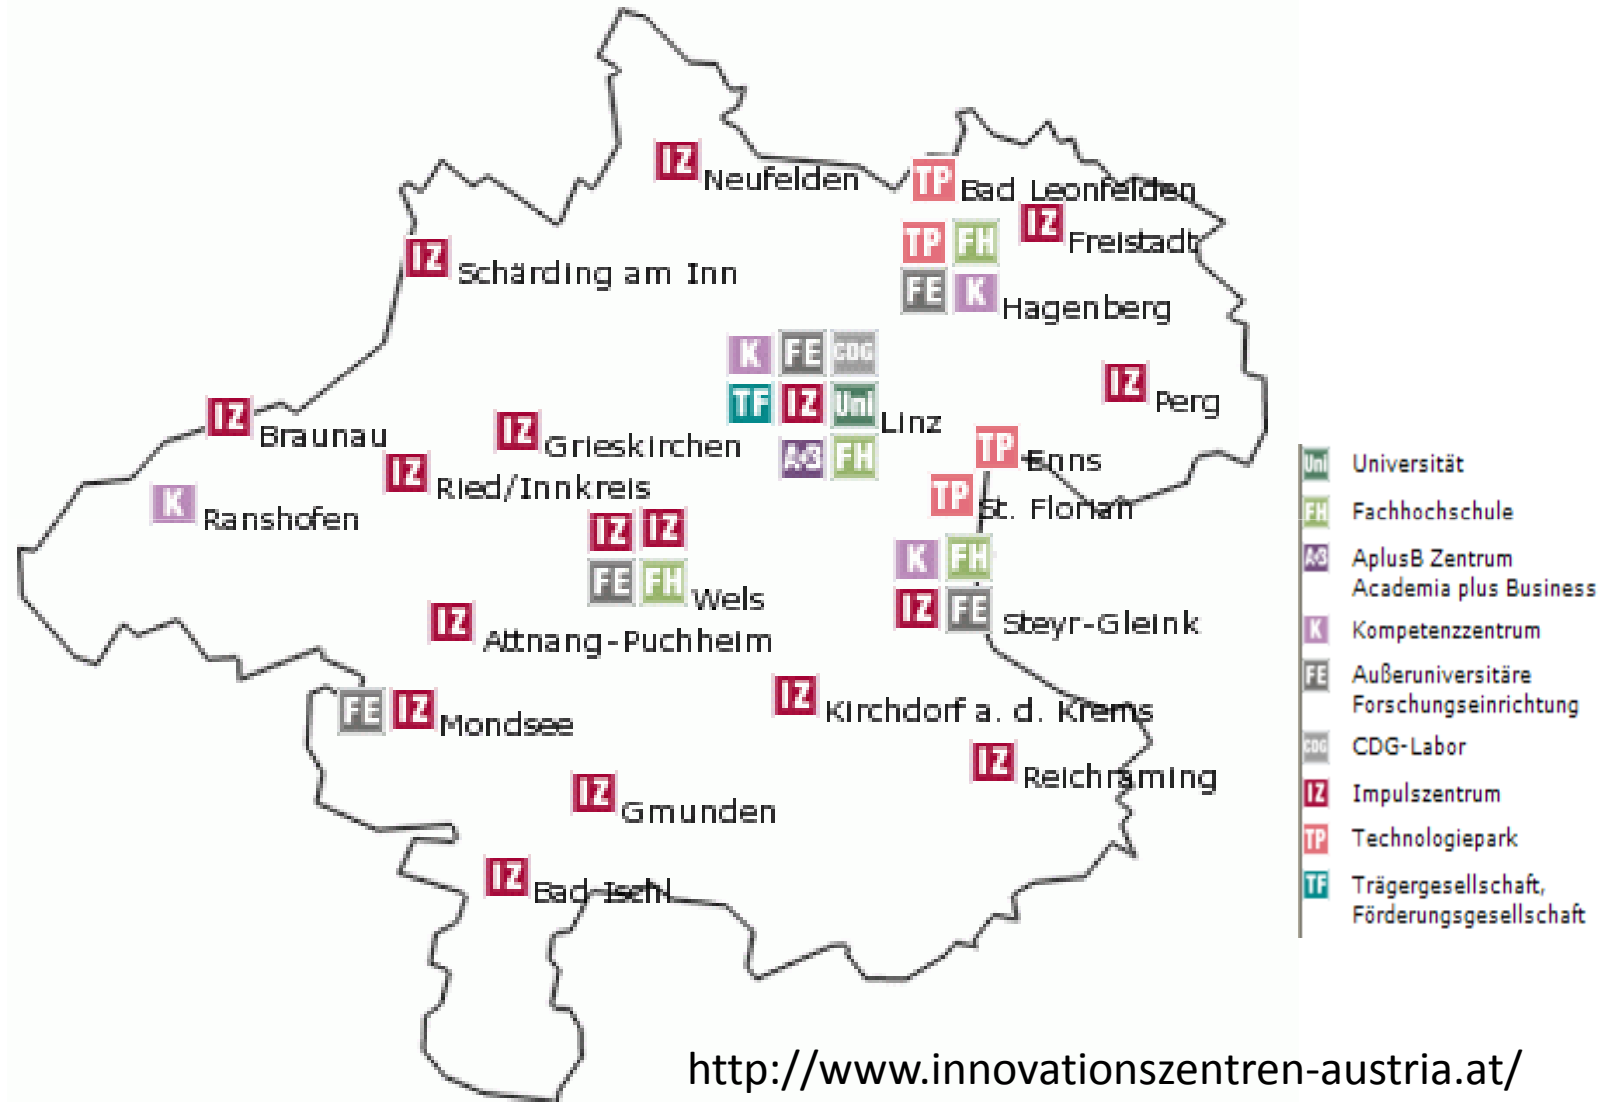 IZ Neufelden
TP Bad Leonfelden
IZ Freistadt
TP FH
FE K Hagenberg
IZ Schärding am Inn
K FE CDG
TF IZ Uni Linz
A+B FH
IZ Perg
IZ Braunau
IZ Grieskirchen
IZ Ried/Innkreis
K Ranshofen
TP Enns
TP St. Florian
IZ IZ
FE FH Wels
K FH
IZ FE Steyr-Gleink
IZ Attnang-Puchheim
FE IZ Mondsee
IZ Kirchdorf a. d. Krems
IZ Reichraming
IZ Gmunden
IZ Bad Ischl
Uni Universität
FH Fachhochschule
A+B AplusB Zentrum
Academia plus Business
K Kompetenzzentrum
FE Außeruniversitäre
Forschungseinrichtung
CDG CDG-Labor
IZ Impulszentrum
TP Technologiepark
TF Trägergesellschaft,
Förderungsgesellschaft
http://www.innovationszentren-austria.at/